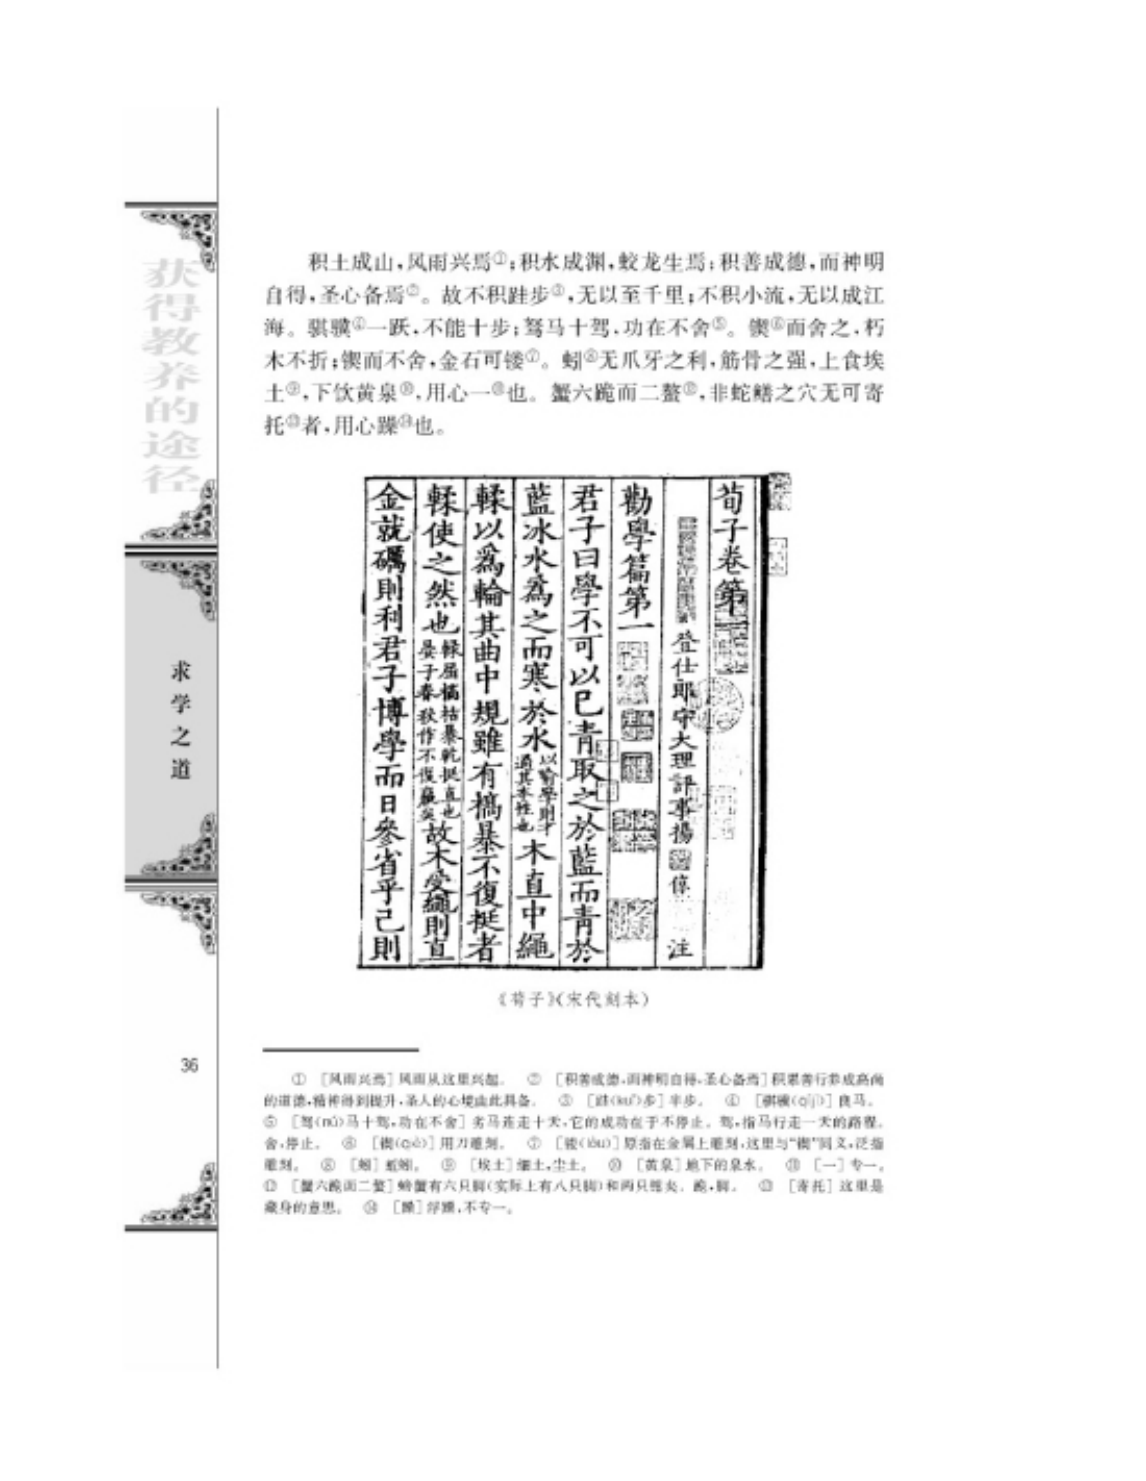 获得教养的途径
求学之道
36
积土成山，风雨兴焉①；积水成渊，蛟龙生焉；积善成德，而神明
自得，圣心备焉②。故不积跬步③，无以至千里；不积小流，无以成江
海。骐骥④一跃，不能十步；驽马十驾，功在不舍⑤。锲⑥而舍之，朽
木不折；锲而不舍，金石可镂⑦。蚓⑧无爪牙之利，筋骨之强，上食埃
土⑨，下饮黄泉⑩，用心一⑪也。蟹六跪而二螯⑫，非蛇鳝之穴无可寄
托⑬者，用心躁⑭也。
荀子卷第一
登仕郎守大理評事楊倞注
勸學篇第一
君子曰學不可以已青取之於藍而青於
藍冰水為之而寒於水以喻學則才過其本性也木直中繩
輮以為輪其曲中規雖有槁暴不復挺者
輮使之然也輮屈槁枯暴乾挺直也晏子春秋作不復贏矣故木受繩則直
金就礪則利君子博學而日參省乎己則
《荀子》（宋代刻本）
① ［风雨兴焉］风雨从这里兴起。 ② ［积善成德，而神明自得，圣心备焉］积累善行养成高尚
的道德，精神得到提升，圣人的心境由此具备。 ③ ［跬(kuǐ)步］半步。 ④ ［骐骥(qíjì)］良马。
⑤ ［驽(nú)马十驾，功在不舍］劣马连走十天，它的成功在于不停止。驾，指马行走一天的路程。
舍，停止。 ⑥ ［锲(qiè)］用刀雕刻。 ⑦ ［镂(lòu)］原指在金属上雕刻，这里与“锲”同义，泛指
雕刻。 ⑧ ［蚓］蚯蚓。 ⑨ ［埃土］细土，尘土。 ⑩ ［黄泉］地下的泉水。 ⑪ ［一］专一。
⑫ ［蟹六跪而二螯］螃蟹有六只脚(实际上有八只脚)和两只螯夹。跪，脚。 ⑬ ［寄托］这里是
藏身的意思。 ⑭ ［躁］浮躁，不专一。